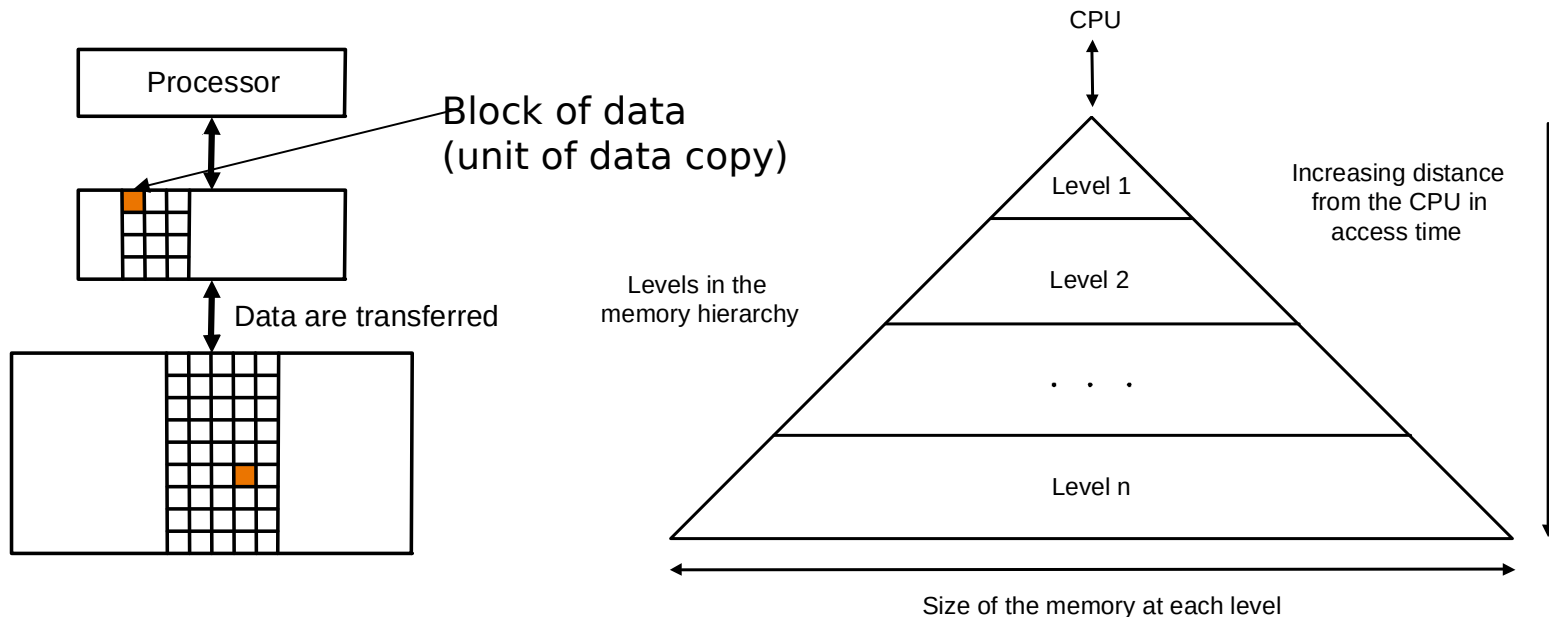 Processor
Block of data
(unit of data copy)
Data are transferred
CPU
Level 1
Level 2
. . .
Level n
Levels in the
memory hierarchy
Increasing distance
from the CPU in
access time
Size of the memory at each level